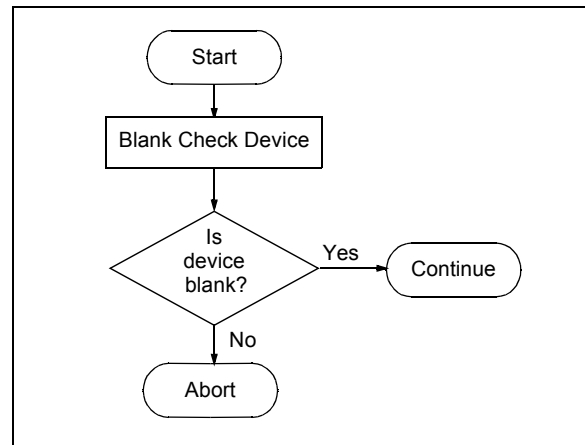 Start
Blank Check Device
Is
device
blank?
Yes
Continue
No
Abort